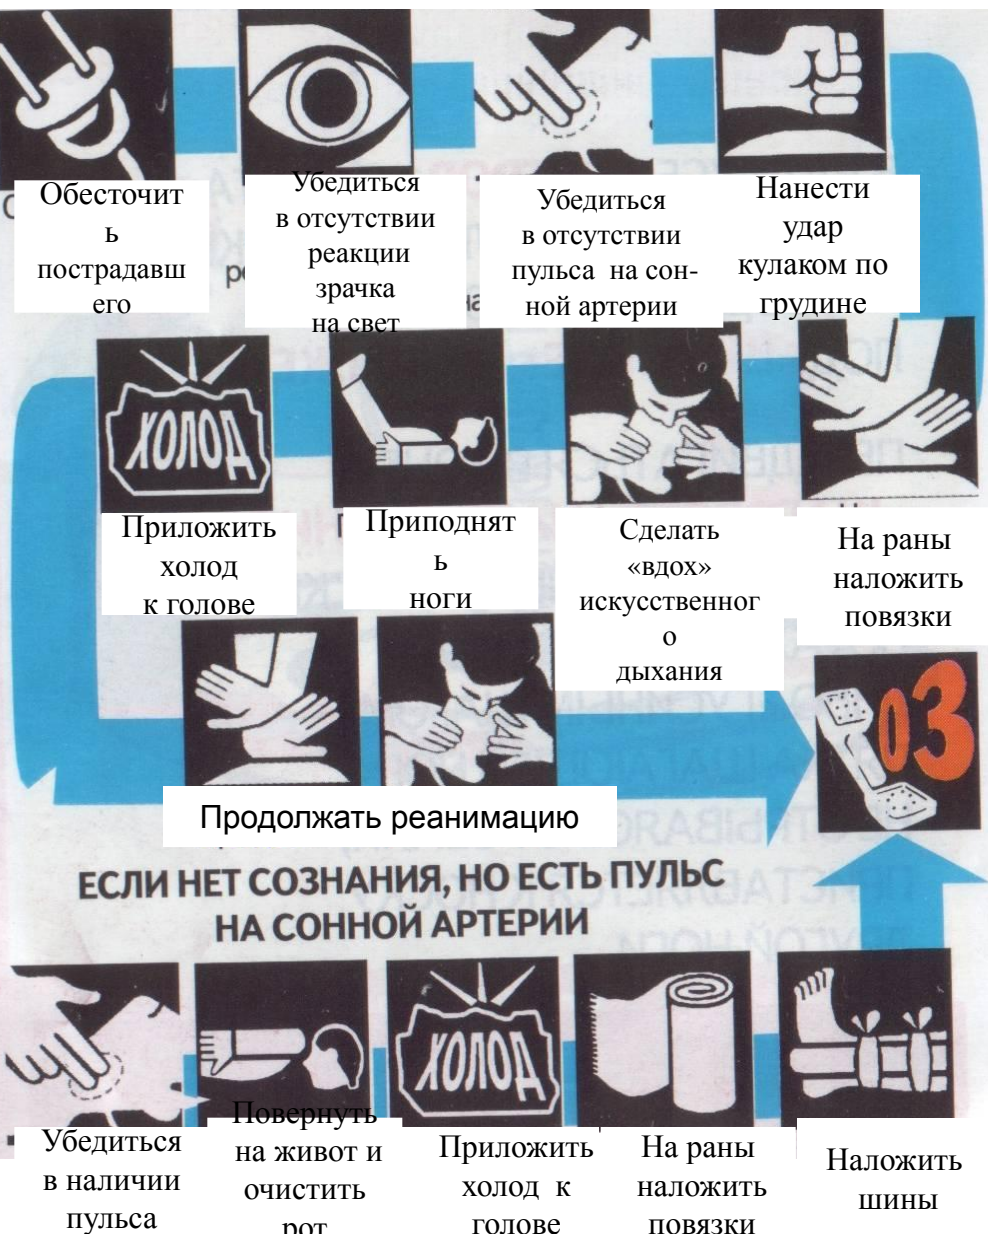 Обесточит
ь
пострадавш
его
Убедиться
в отсутствии
реакции
зрачка
на свет
Убедиться
в отсутствии
пульса на сон-
ной артерии
Нанести
удар
кулаком по
грудине
ХОЛОД
Приложить
холод
к голове
Приподнят
ь
ноги
Сделать
«вдох»
искусственног
о
дыхания
На раны
наложить
повязки
03
Продолжать реанимацию
ЕСЛИ НЕТ СОЗНАНИЯ, НО ЕСТЬ ПУЛЬС
НА СОННОЙ АРТЕРИИ
ХОЛОД
Убедиться
в наличии
пульса
Повернуть
на живот и
очистить
рот
Приложить
холод к
голове
На раны
наложить
повязки
Наложить
шины